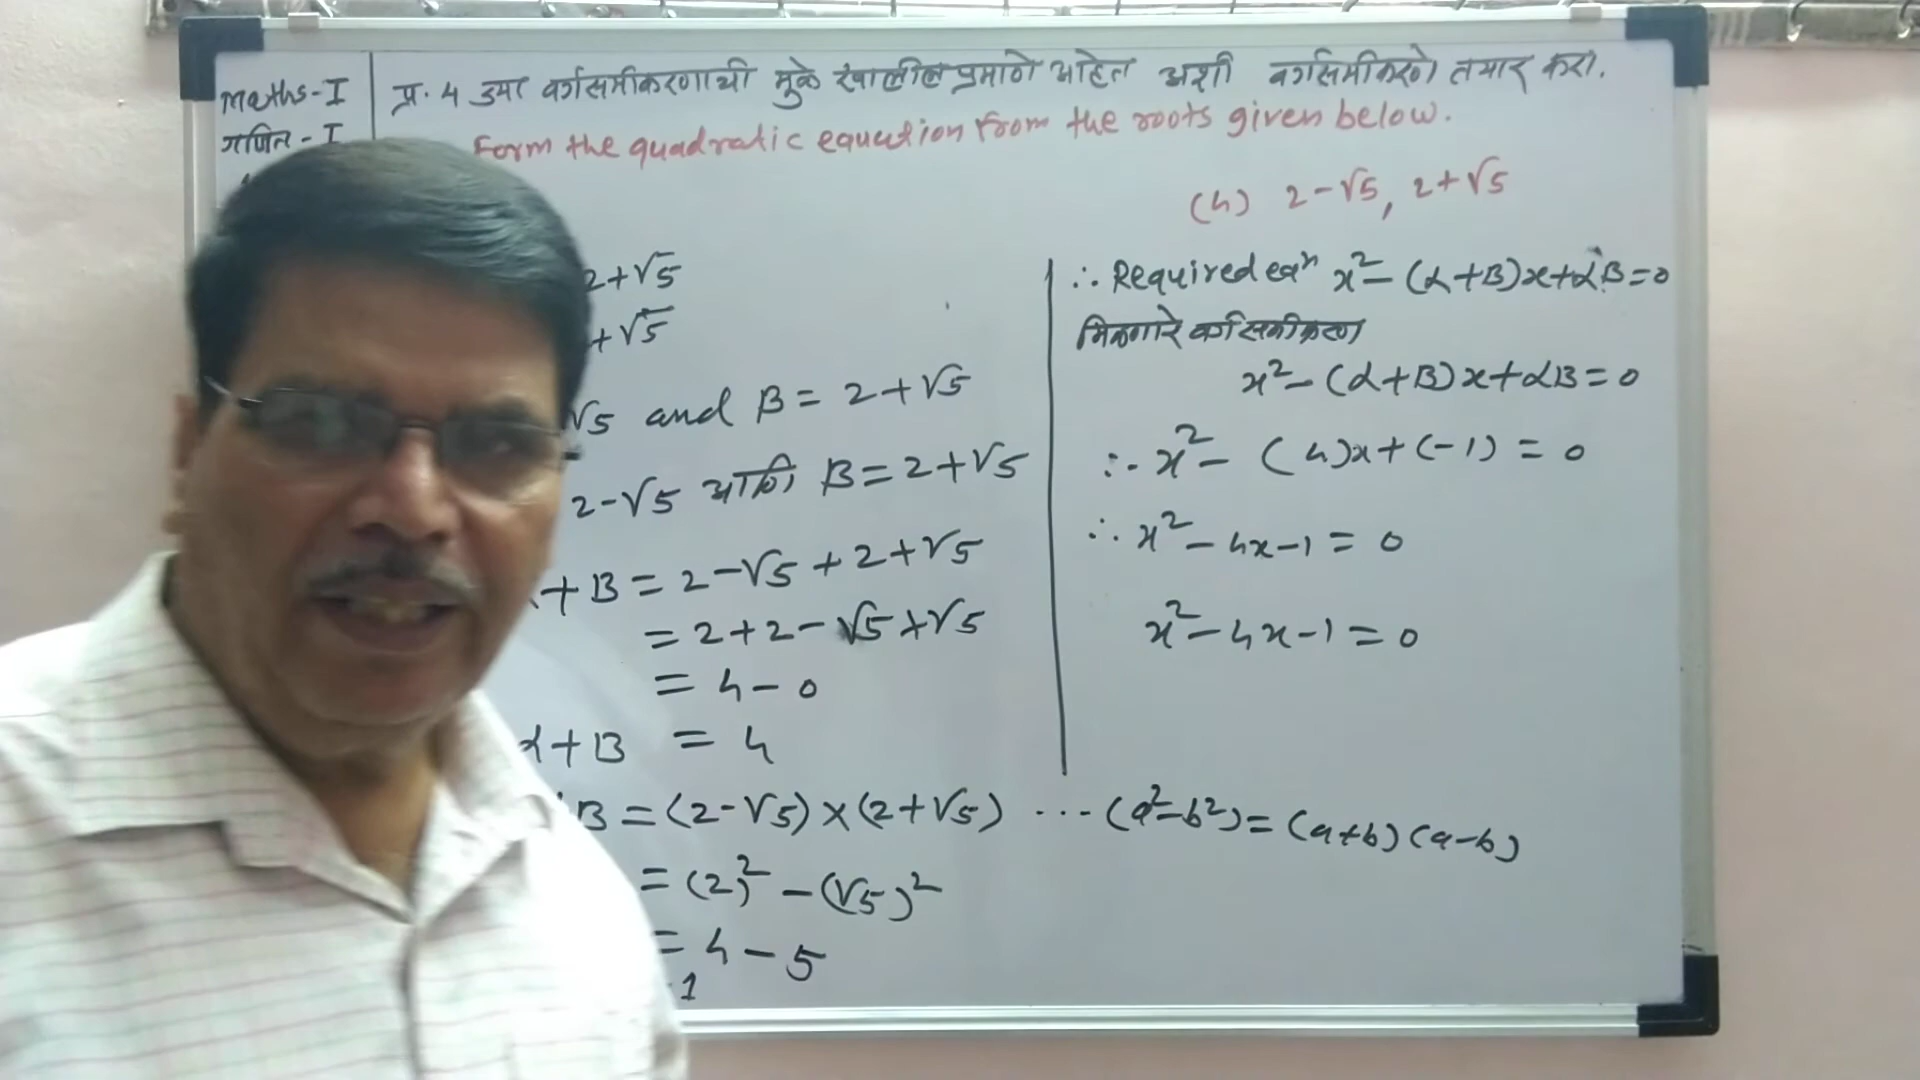 Maths-I
गणित - I
प्र. 4 ज्या वर्गसमीकरणाची मुळे खालील प्रमाणे आहेत अशी वर्गसमीकरणे तयार करा.
Form the quadratic equation from the roots given below.
(4) 2-√5, 2+√5
2+√5
+√5
√5 and β = 2+√5
2-√5 आणि β = 2+√5
+β = 2-√5+2+√5
= 2+2-√5+√5
= 4-0
α+β = 4
β = (2-√5)×(2+√5) ... (a²-b²) = (a+b)(a-b)
= (2)² - (√5)²
= 4-5
1
∴ Required eqⁿ x²-(α+β)x+αβ=0
मिळणारे वर्गसमीकरण
x²-(α+β)x+αβ=0
∴ x²-(4)x+(-1)=0
∴ x²-4x-1=0
x²-4x-1=0